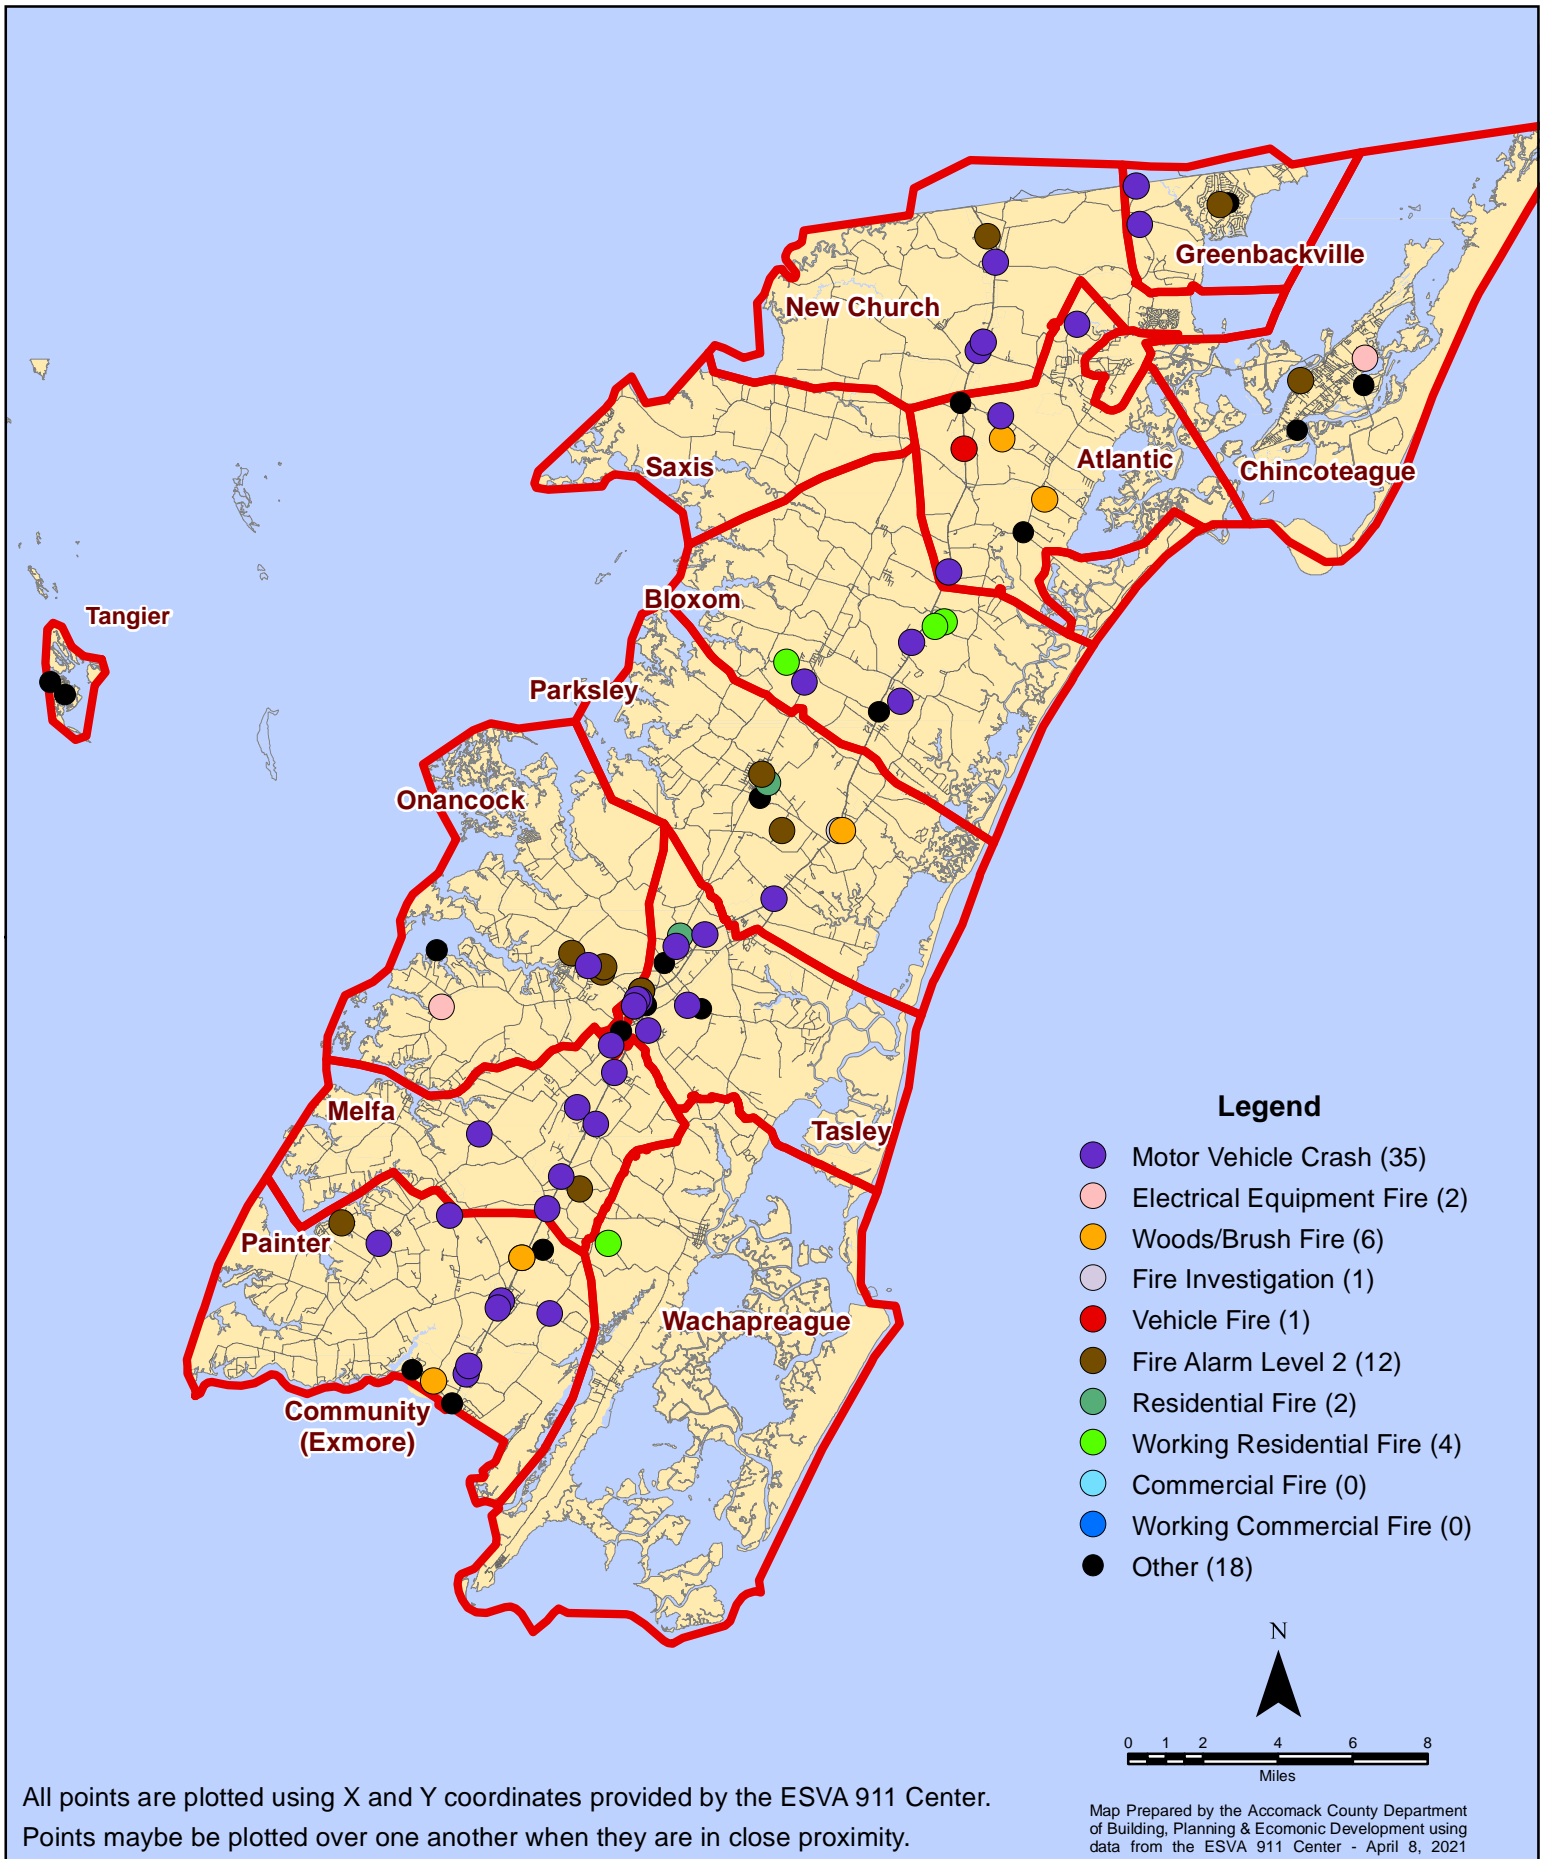 Greenbackville
New Church
Atlantic
Saxis
Chincoteague
Bloxom
Tangier
Parksley
Onancock
Melfa
Tasley
Painter
Wachapreague
Community
(Exmore)
Legend
Motor Vehicle Crash (35)
Electrical Equipment Fire (2)
Woods/Brush Fire (6)
Fire Investigation (1)
Vehicle Fire (1)
Fire Alarm Level 2 (12)
Residential Fire (2)
Working Residential Fire (4)
Commercial Fire (0)
Working Commercial Fire (0)
Other (18)
N
0 1 2 4 6 8
Miles
All points are plotted using X and Y coordinates provided by the ESVA 911 Center.
Points maybe be plotted over one another when they are in close proximity.
Map Prepared by the Accomack County Department
of Building, Planning & Ecomonic Development using
data from the ESVA 911 Center - April 8, 2021